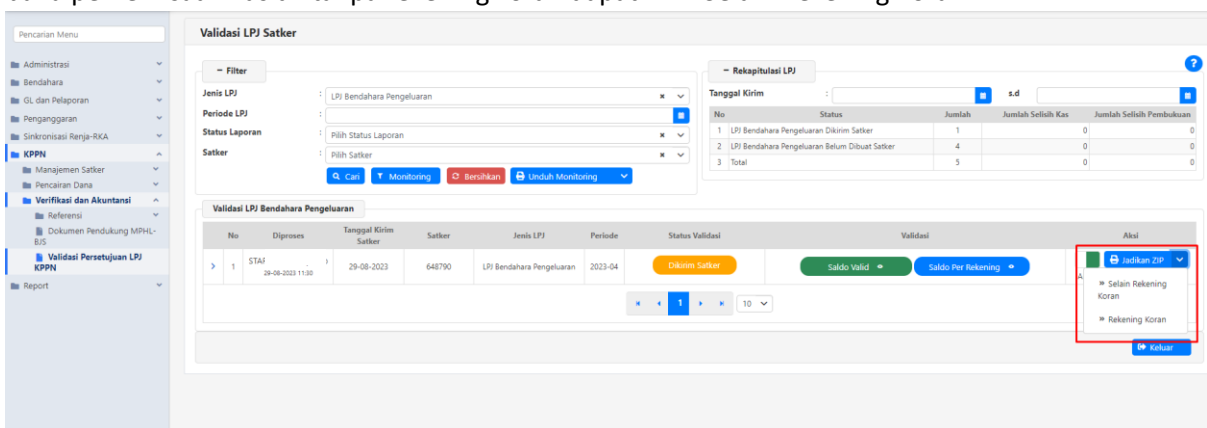 Pencarian Menu
Administrasi
Bendahara
GL dan Pelaporan
Penganggaran
Sinkronisasi Renja-RKA
KPPN
Manajemen Satker
Pencairan Dana
Verifikasi dan Akuntansi
Referensi
Dokumen Pendukung MPHL-
BJS
Validasi Persetujuan LPJ
KPPN
Report
Validasi LPJ Satker
− Filter
Jenis LPJ : LPJ Bendahara Pengeluaran
Periode LPJ :
Status Laporan : Pilih Status Laporan
Satker : Pilih Satker
Cari Monitoring Bersihkan Unduh Monitoring
− Rekapitulasi LPJ
?
Tanggal Kirim : s.d
No Status Jumlah Jumlah Selisih Kas Jumlah Selisih Pembukuan
1 LPJ Bendahara Pengeluaran Dikirim Satker 1 0 0
2 LPJ Bendahara Pengeluaran Belum Dibuat Satker 4 0 0
3 Total 5 0 0
Validasi LPJ Bendahara Pengeluaran
No Diproses Tanggal Kirim Satker Satker Jenis LPJ Periode Status Validasi Validasi Aksi
1 29-08-2023 11:30 29-08-2023 648790 LPJ Bendahara Pengeluaran 2023-04 Dikirim Satker Saldo Valid Saldo Per Rekening Jadikan ZIP
» Selain Rekening
Koran
» Rekening Koran
1 10
Keluar